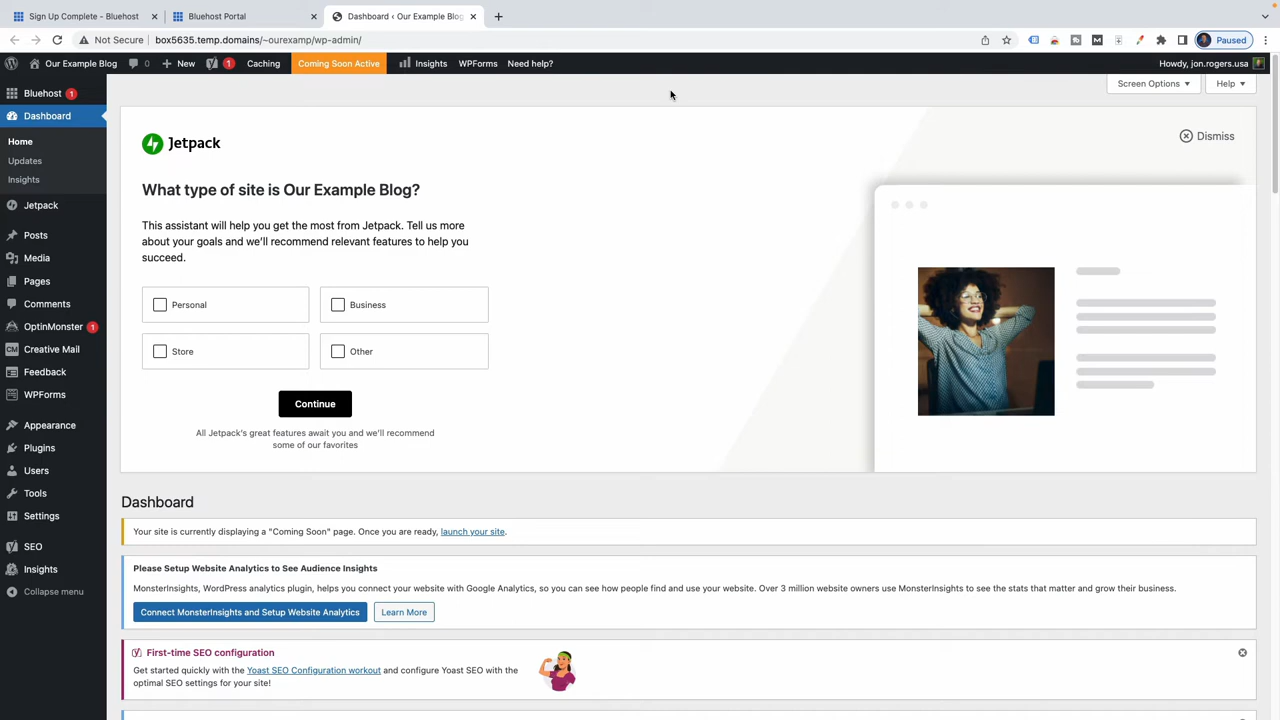 Sign Up Complete - Bluehost
Bluehost Portal
Dashboard ‹ Our Example Blog
Not Secure
box5635.temp.domains/~ourexamp/wp-admin/
Paused
Our Example Blog
0
New
1
Caching
Coming Soon Active
Insights
WPForms
Need help?
Howdy, jon.rogers.usa
Bluehost 1
Dashboard
Home
Updates
Insights
Jetpack
Posts
Media
Pages
Comments
OptinMonster 1
Creative Mail
Feedback
WPForms
Appearance
Plugins
Users
Tools
Settings
SEO
Insights
Collapse menu
Screen Options
Help
Jetpack
Dismiss
What type of site is Our Example Blog?
This assistant will help you get the most from Jetpack. Tell us more
about your goals and we'll recommend relevant features to help you
succeed.
Personal
Business
Store
Other
Continue
All Jetpack's great features await you and we'll recommend
some of our favorites
Dashboard
Your site is currently displaying a "Coming Soon" page. Once you are ready, launch your site.
Please Setup Website Analytics to See Audience Insights
MonsterInsights, WordPress analytics plugin, helps you connect your website with Google Analytics, so you can see how people find and use your website. Over 3 million website owners use MonsterInsights to see the stats that matter and grow their business.
Connect MonsterInsights and Setup Website Analytics
Learn More
First-time SEO configuration
Get started quickly with the Yoast SEO Configuration workout and configure Yoast SEO with the
optimal SEO settings for your site!